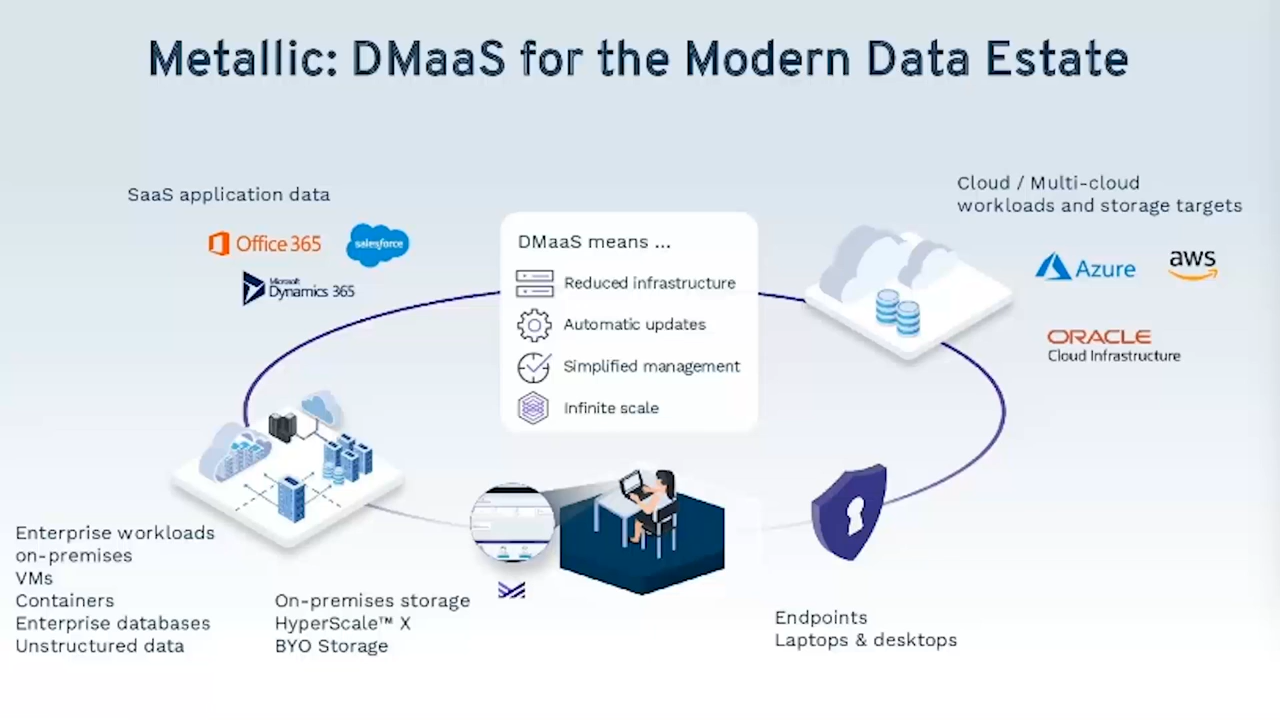 Metallic: DMaaS for the Modern Data Estate
SaaS application data
Office 365
salesforce
Microsoft
Dynamics 365
DMaaS means ...
Reduced infrastructure
Automatic updates
Simplified management
Infinite scale
Cloud / Multi-cloud
workloads and storage targets
Azure
aws
ORACLE
Cloud Infrastructure
Enterprise workloads
on-premises
VMs
Containers
Enterprise databases
Unstructured data
On-premises storage
HyperScale™ X
BYO Storage
Endpoints
Laptops & desktops